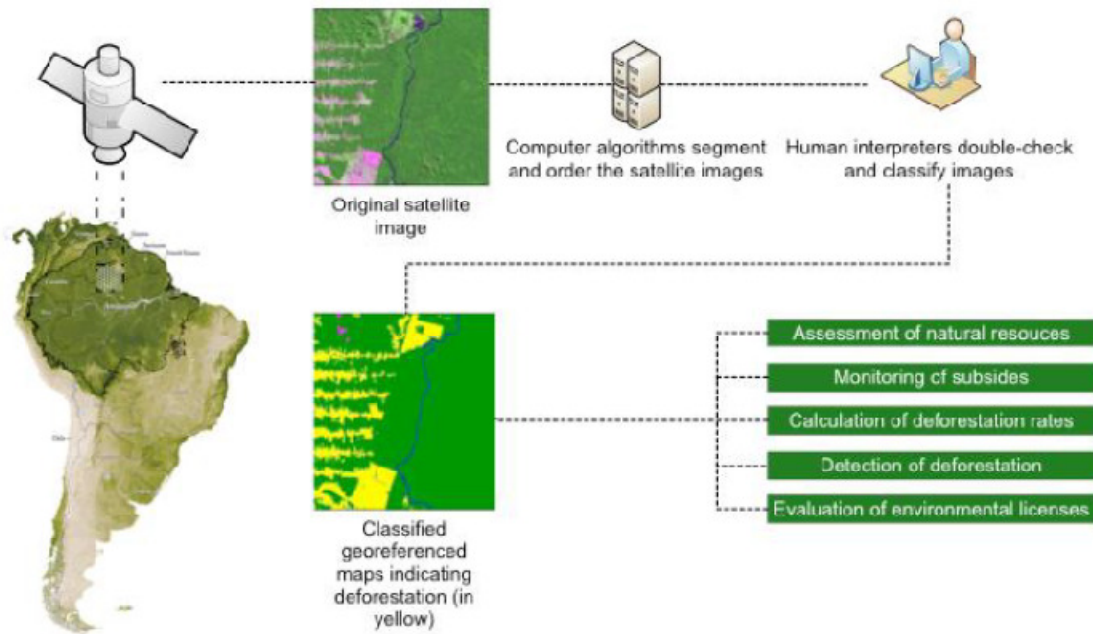 Original satellite
image
Computer algorithms segment
and order the satellite images
Human interpreters double-check
and classify images
Classified
georeferenced
maps indicating
deforestation (in
yellow)
Assessment of natural resouces
Monitoring of subsides
Calculation of deforestation rates
Detection of deforestation
Evaluation of environmental licenses